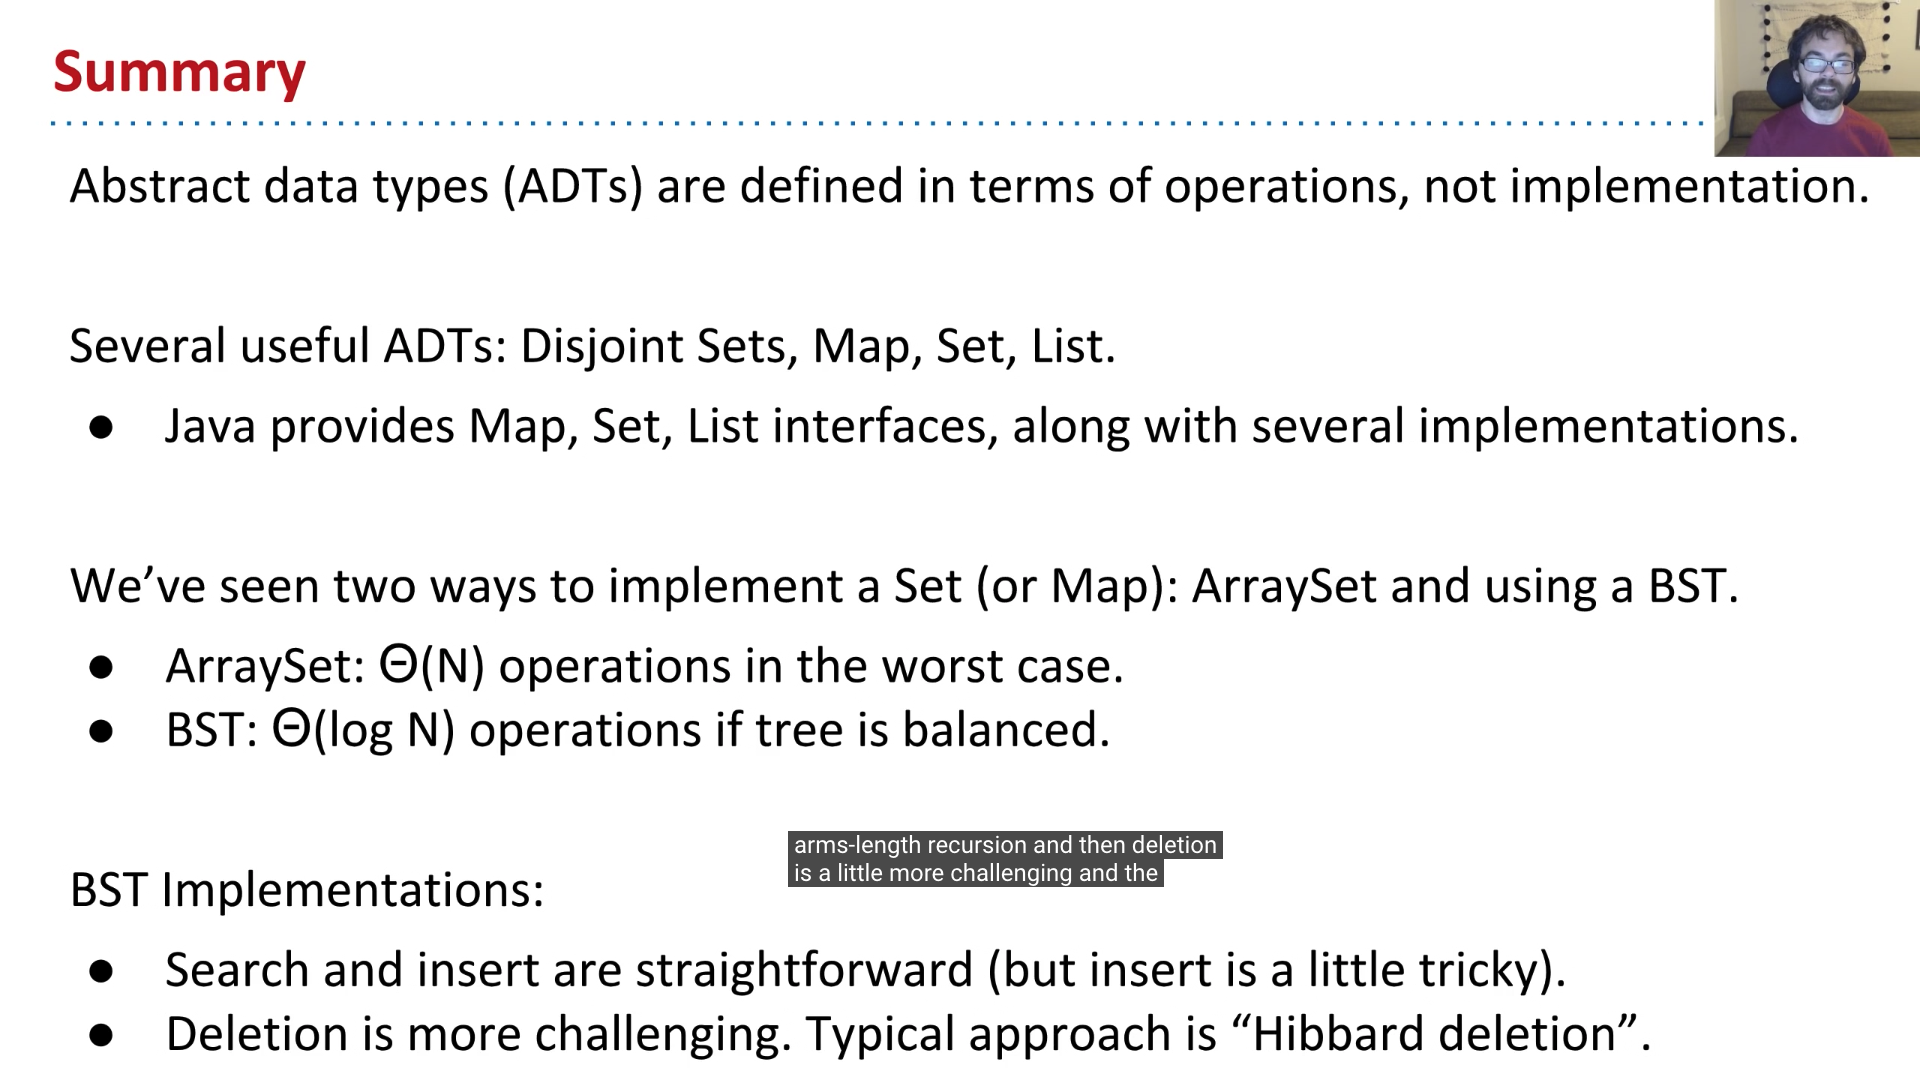 Summary
Abstract data types (ADTs) are defined in terms of operations, not implementation.
Several useful ADTs: Disjoint Sets, Map, Set, List.
● Java provides Map, Set, List interfaces, along with several implementations.
We’ve seen two ways to implement a Set (or Map): ArraySet and using a BST.
● ArraySet: Θ(N) operations in the worst case.
● BST: Θ(log N) operations if tree is balanced.
arms-length recursion and then deletion
is a little more challenging and the
BST Implementations:
● Search and insert are straightforward (but insert is a little tricky).
● Deletion is more challenging. Typical approach is “Hibbard deletion”.